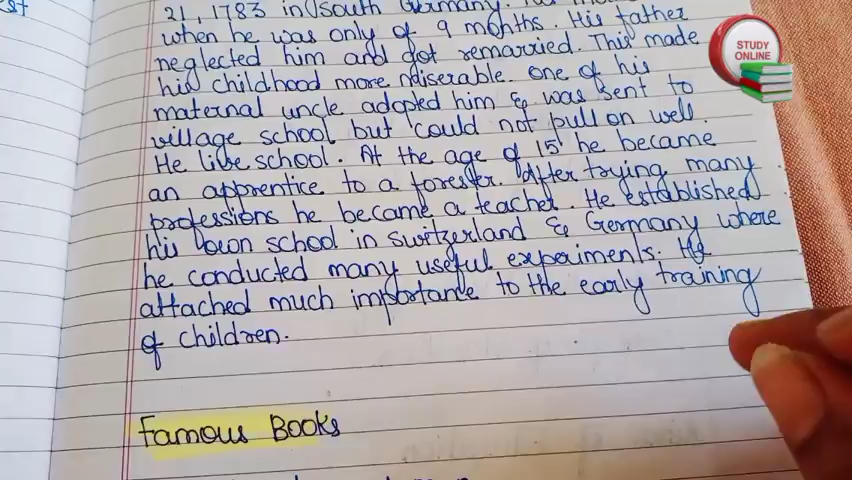 21, 1783 in South Germany.
when he was only of 9 months. His father
neglected him and got remarried. This made
his childhood more miserable. One of his
maternal uncle adopted him & was sent to
village school but could not pull on well.
He live school. At the age of 15 he became
an apprentice to a forester. After trying many
professions he became a teacher. He established
his own school in switzerland & Germany where
he conducted many useful experiments. He
attached much importance to the early training
of children.
Famous Books
STUDY
ONLINE